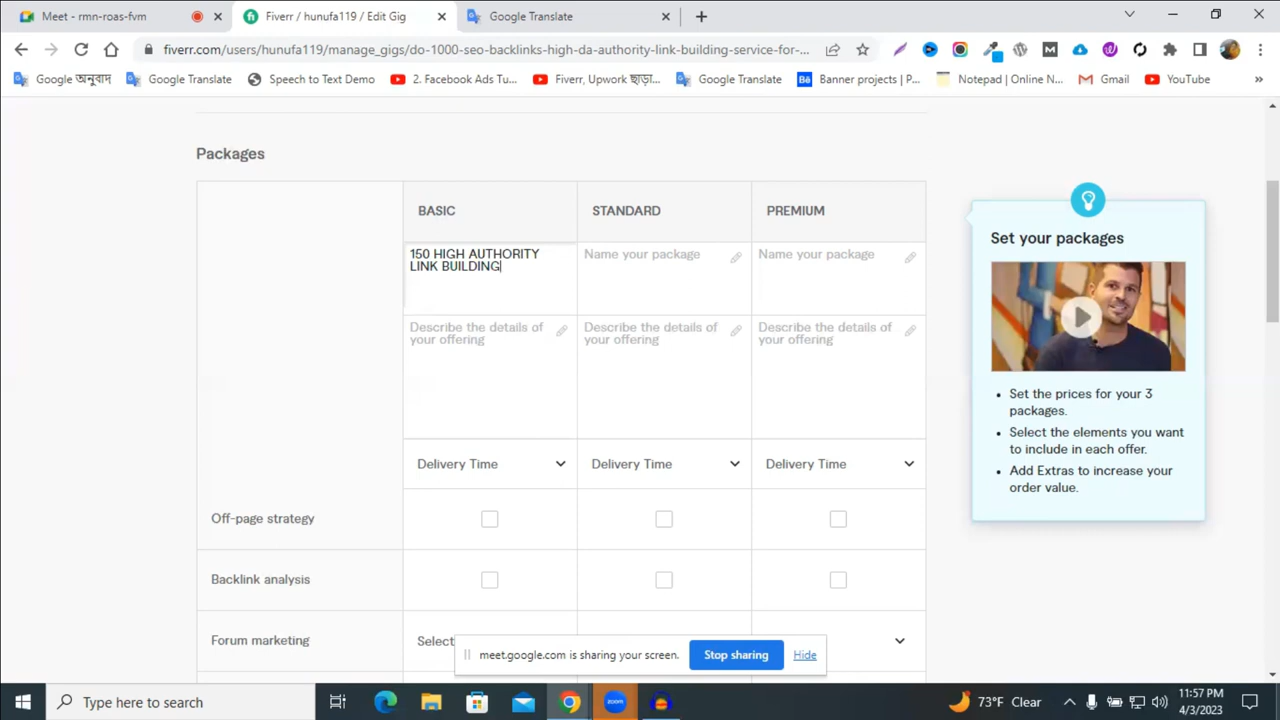 Meet - rmn-roas-fvm
Fiverr / hunufa119 / Edit Gig
Google Translate
fiverr.com/users/hunufa119/manage_gigs/do-1000-seo-backlinks-high-da-authority-link-building-service-for-...
Google অনুবাদ
Google Translate
Speech to Text Demo
2. Facebook Ads Tu...
Fiverr, Upwork ছাড়া...
Google Translate
Banner projects | P...
Notepad | Online N...
Gmail
YouTube
Packages
BASIC STANDARD PREMIUM
150 HIGH AUTHORITY
LINK BUILDING
Name your package
Name your package
Describe the details of
your offering
Describe the details of
your offering
Describe the details of
your offering
Delivery Time Delivery Time Delivery Time
Off-page strategy
Backlink analysis
Forum marketing
Select
Set your packages
• Set the prices for your 3
packages.
• Select the elements you want
to include in each offer.
• Add Extras to increase your
order value.
meet.google.com is sharing your screen.
Stop sharing
Hide
Type here to search
zoom
73°F Clear
11:57 PM
4/3/2023